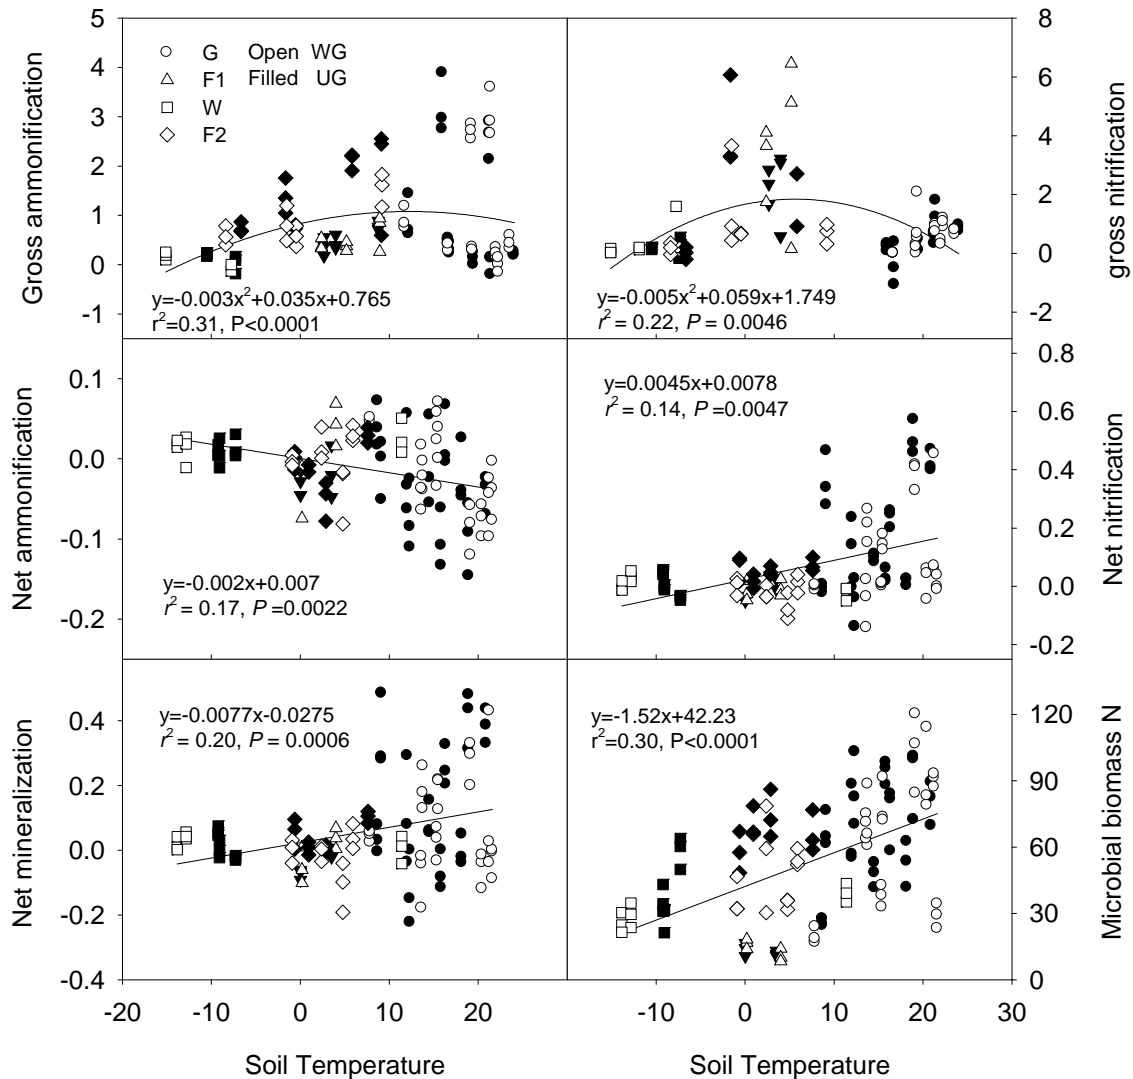 5
4
3
2
1
0
-1
Gross ammonification
G Open WG
F1 Filled UG
W
F2
y=-0.003x²+0.035x+0.765
r²=0.31, P<0.0001
8
6
4
2
0
-2
gross nitrification
y=-0.005x²+0.059x+1.749
r² = 0.22, P = 0.0046
0.1
0.0
-0.1
-0.2
Net ammonification
y=-0.002x+0.007
r² = 0.17, P =0.0022
0.8
0.6
0.4
0.2
0.0
-0.2
Net nitrification
y=0.0045x+0.0078
r² = 0.14, P =0.0047
0.4
0.2
0.0
-0.2
-0.4
Net mineralization
y=-0.0077x-0.0275
r² = 0.20, P = 0.0006
120
90
60
30
0
Microbial biomass N
y=-1.52x+42.23
r²=0.30, P<0.0001
-20 -10 0 10 20
-10 0 10 20 30
Soil Temperature
Soil Temperature